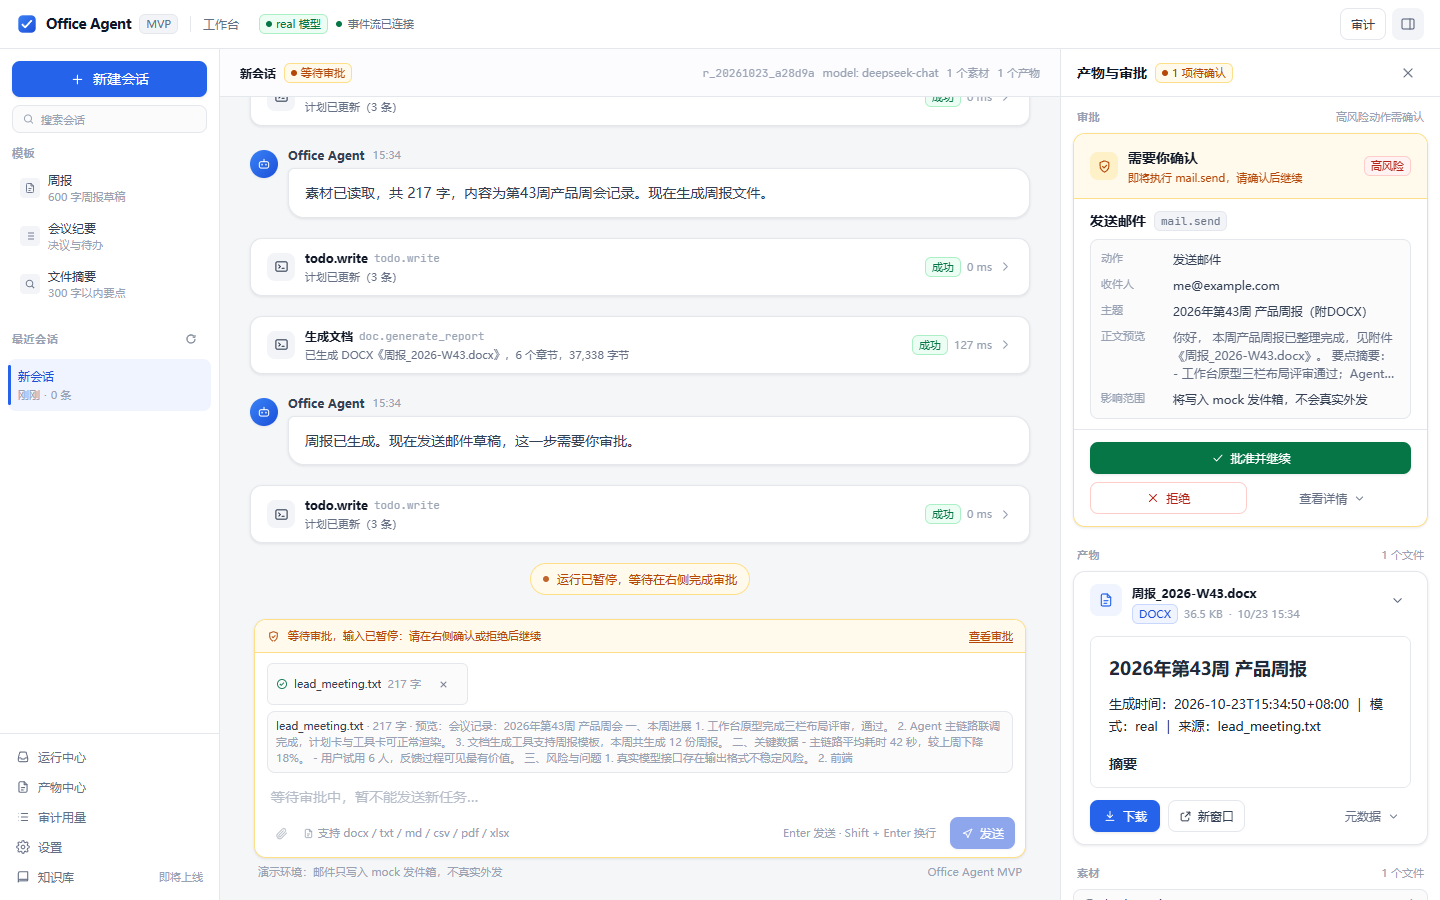 Office Agent MVP 工作台 real 模型 事件流已连接 审计
新建会话
搜索会话
模板
周报
600 字周报草稿
会议纪要
决议与待办
文件摘要
300 字以内要点
最近会话
新会话
刚刚 · 0 条
运行中心
产物中心
审计用量
设置
知识库 即将上线
新会话 等待审批 r_20261023_a28d9a model: deepseek-chat 1 个素材 1 个产物
计划已更新（3 条） 成功 0 ms
Office Agent 15:34
素材已读取，共 217 字，内容为第43周产品周会记录。现在生成周报文件。
todo.write todo.write
计划已更新（3 条）
成功 0 ms
生成文档 doc.generate_report
已生成 DOCX《周报_2026-W43.docx》，6 个章节，37,338 字节
成功 127 ms
Office Agent 15:34
周报已生成。现在发送邮件草稿，这一步需要你审批。
todo.write todo.write
计划已更新（3 条）
成功 0 ms
运行已暂停，等待在右侧完成审批
等待审批，输入已暂停：请在右侧确认或拒绝后继续 查看审批
lead_meeting.txt 217 字
lead_meeting.txt · 217 字 · 预览：会议记录：2026年第43周 产品周会 一、本周进展 1. 工作台原型完成三栏布局评审，通过。 2. Agent 主链路联调
完成，计划卡与工具卡可正常渲染。 3. 文档生成工具支持周报模板，本周共生成 12 份周报。 二、关键数据 - 主链路平均耗时 42 秒，较上周下降
18%。 - 用户试用 6 人，反馈过程可见最有价值。 三、风险与问题 1. 真实模型接口存在输出格式不稳定风险。 2. 前端
等待审批中，暂不能发送新任务...
支持 docx / txt / md / csv / pdf / xlsx
Enter 发送 · Shift + Enter 换行 发送
演示环境：邮件只写入 mock 发件箱，不真实外发 Office Agent MVP
产物与审批 1 项待确认
审批 高风险动作需确认
需要你确认
即将执行 mail.send，请确认后继续
高风险
发送邮件 mail.send
动作 发送邮件
收件人 me@example.com
主题 2026年第43周 产品周报（附DOCX）
正文预览 你好， 本周产品周报已整理完成，见附件
《周报_2026-W43.docx》。 要点摘要：
- 工作台原型三栏布局评审通过；Agent...
影响范围 将写入 mock 发件箱，不会真实外发
批准并继续
拒绝 查看详情
产物 1 个文件
周报_2026-W43.docx
DOCX 36.5 KB · 10/23 15:34
2026年第43周 产品周报
生成时间：2026-10-23T15:34:50+08:00 | 模
式：real | 来源：lead_meeting.txt
摘要
下载 新窗口 元数据
素材 1 个文件